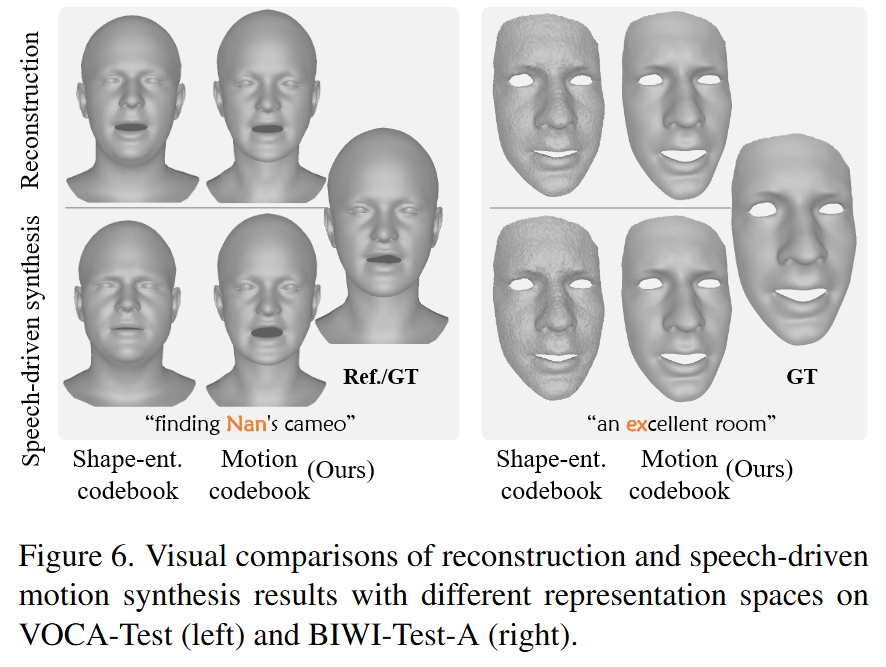 Reconstruction
Speech-driven synthesis
Ref./GT
GT
“finding Nan's cameo”
“an excellent room”
Shape-ent.
codebook
Motion
codebook
(Ours)
Shape-ent.
codebook
Motion
codebook
(Ours)
Figure 6. Visual comparisons of reconstruction and speech-driven
motion synthesis results with different representation spaces on
VOCA-Test (left) and BIWI-Test-A (right).